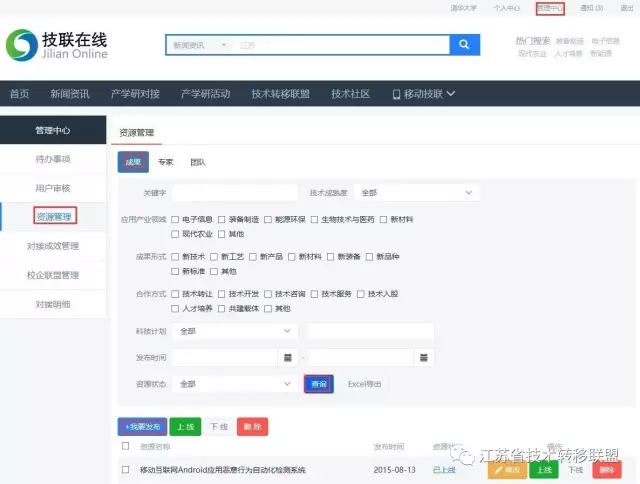 清华大学 个人中心 管理中心 通知 (3) 退出
技联在线
Jilian Online
新闻资讯 江苏
热门搜索 装备制造 电子信息
现代农业 人才培养 新能源
首页 新闻资讯 产学研对接 产学研活动 技术转移联盟 技术社区 移动技联
管理中心
待办事项
用户审核
资源管理
对接成效管理
校企联盟管理
对接明细
资源管理
成果 专家 团队
关键字 技术成熟度 全部
应用产业领域 电子信息 装备制造 能源环保 生物技术与医药 新材料
现代农业 其他
成果形式 新技术 新工艺 新产品 新材料 新装备 新品种
新标准 其他
合作方式 技术转让 技术开发 技术咨询 技术服务 技术入股
人才培养 共建载体 其他
科技计划 全部
发布时间 -
资源状态 全部 查询 Excel导出
+我要发布 上线 下线 删除
资源名称 发布时间 资源状 操作
移动互联网Android应用恶意行为自动化检测系统 2015-08-13 已上线 修改 上线 下线 删除
江苏省技术转移联盟